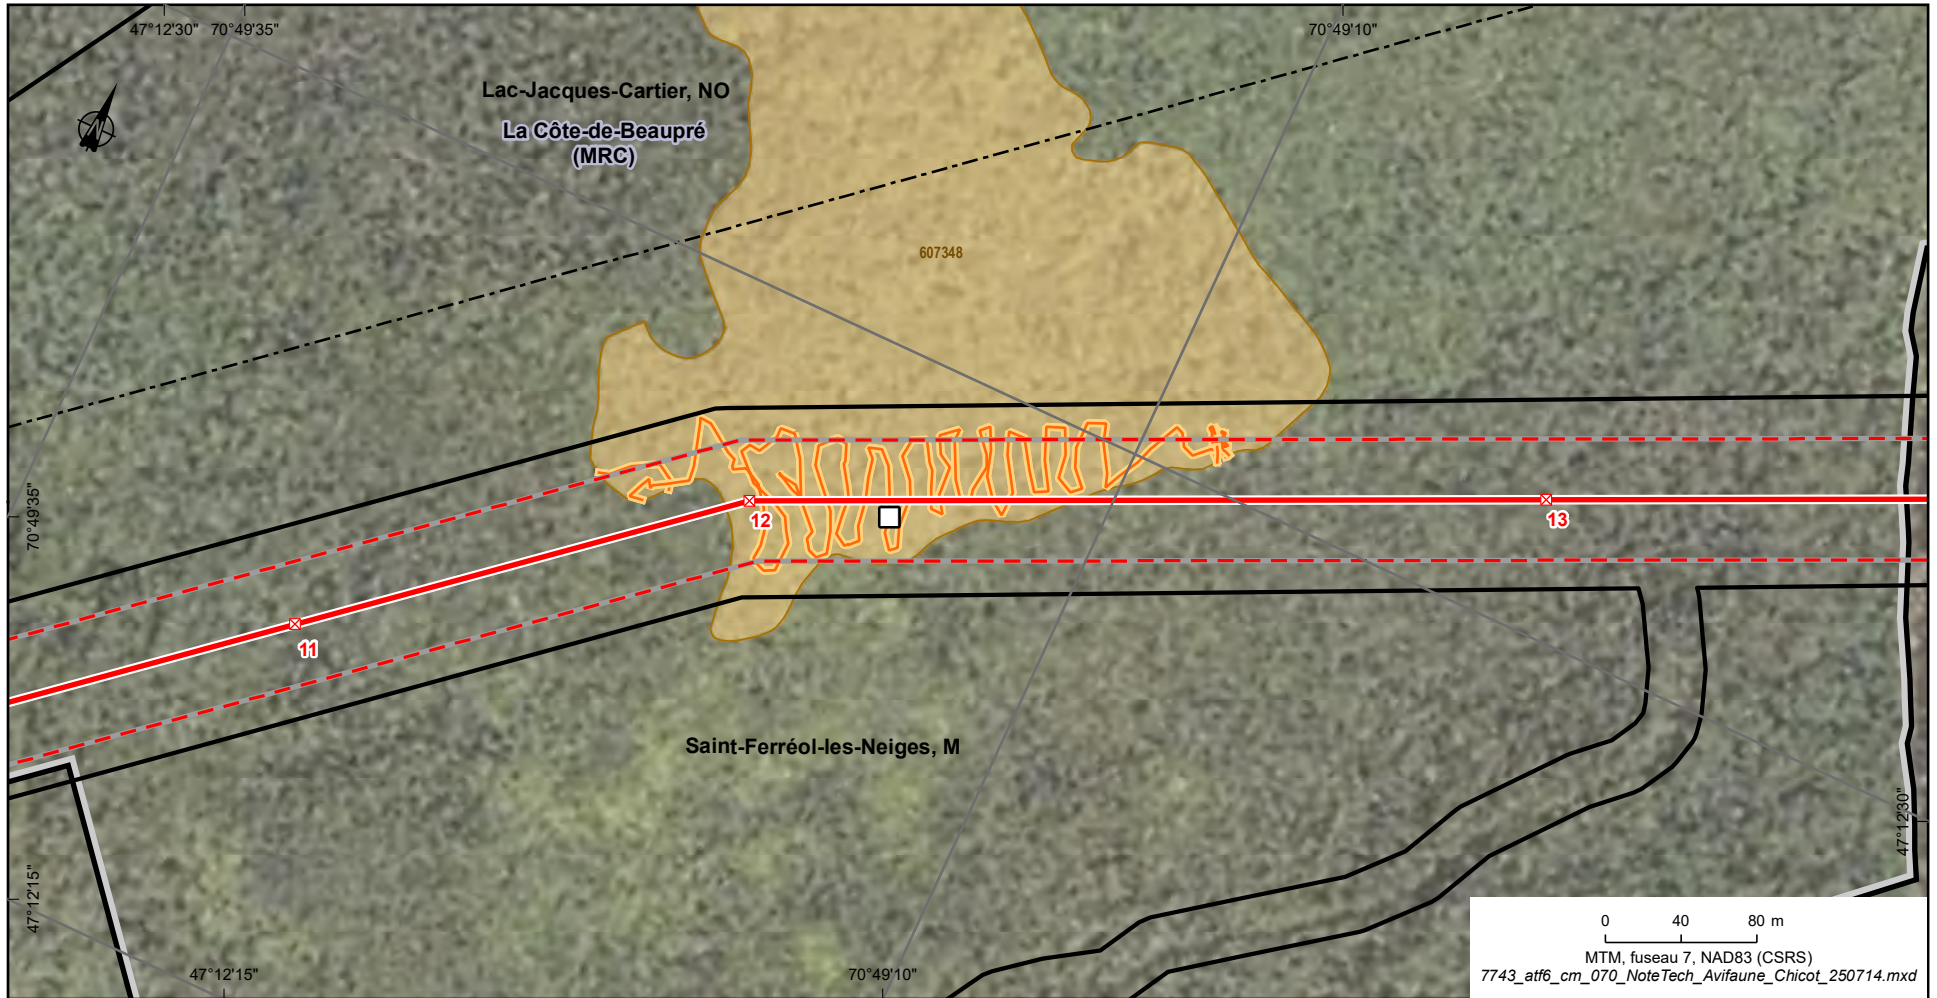 47°12'30"
70°49'35"
70°49'10"
Lac-Jacques-Cartier, NO
La Côte-de-Beaupré
(MRC)
N
607348
70°49'35"
12
13
11
Saint-Ferréol-les-Neiges, M
47°12'30"
47°12'15"
47°12'15"
70°49'10"
0 40 80 m
MTM, fuseau 7, NAD83 (CSRS)
7743_atf6_cm_070_NoteTech_Avifaune_Chicot_250714.mxd